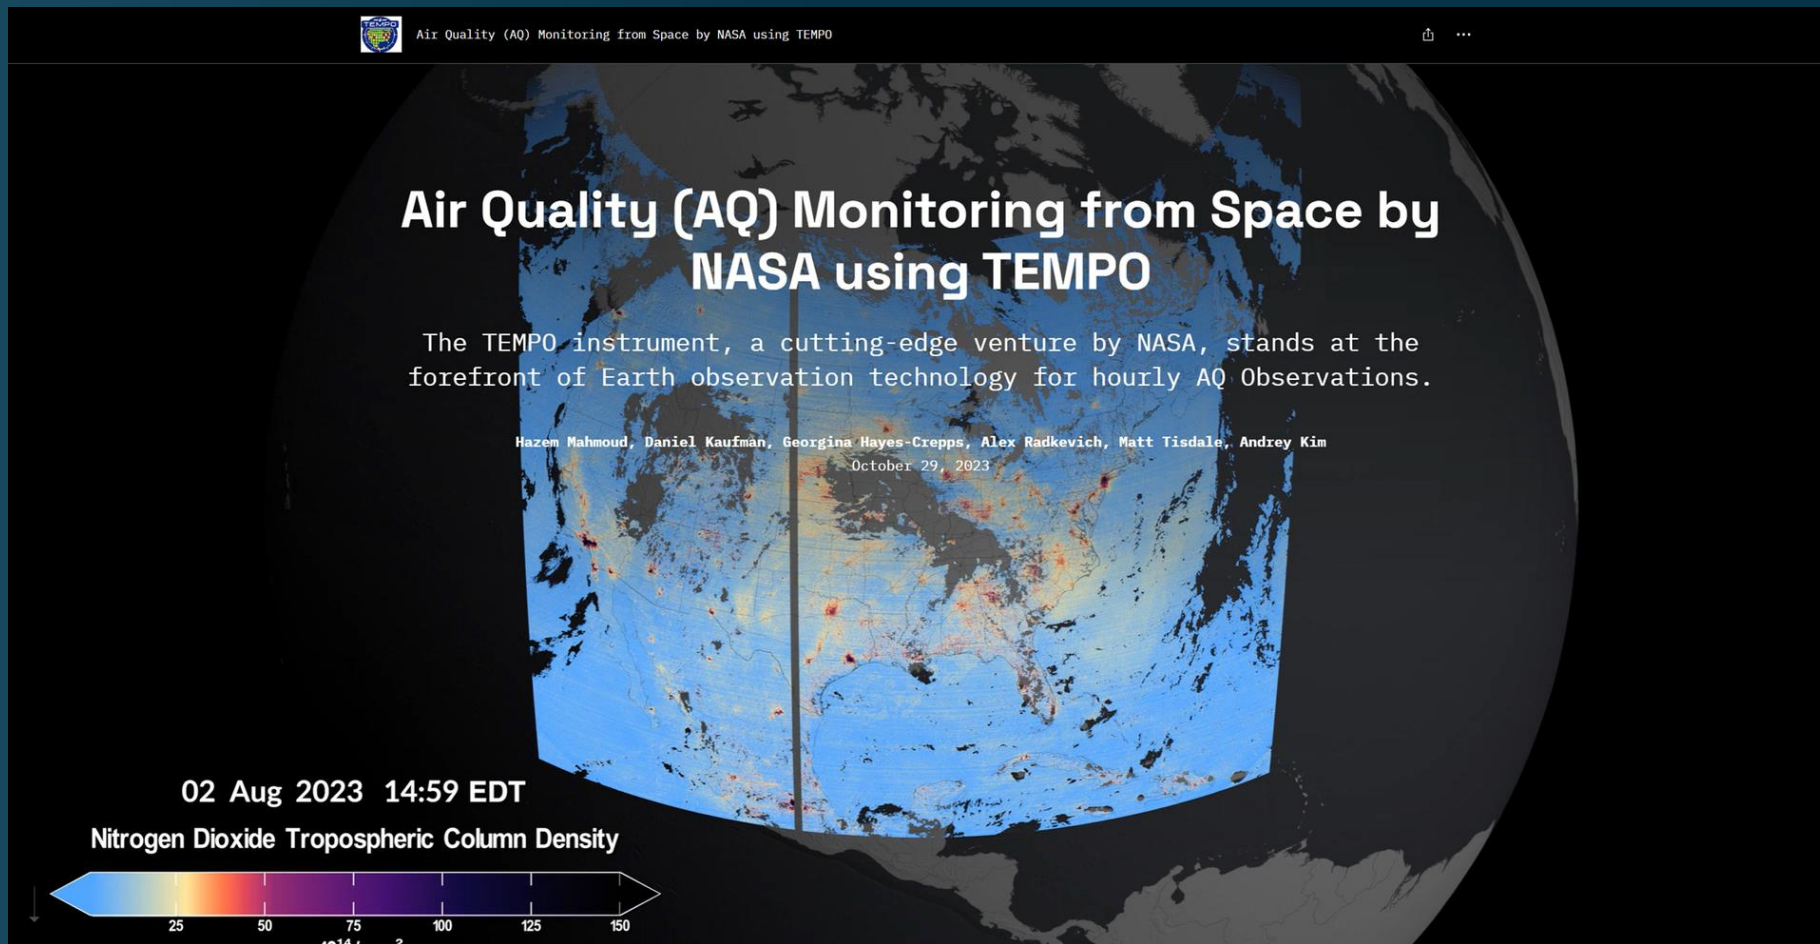 TEMPO
Air Quality (AQ) Monitoring from Space by NASA using TEMPO
Air Quality (AQ) Monitoring from Space by
NASA using TEMPO
The TEMPO instrument, a cutting-edge venture by NASA, stands at the
forefront of Earth observation technology for hourly AQ Observations.
Hazem Mahmoud, Daniel Kaufman, Georgina Hayes-Crepps, Alex Radkevich, Matt Tisdale, Andrey Kim
October 29, 2023
02 Aug 2023 14:59 EDT
Nitrogen Dioxide Tropospheric Column Density
25 50 75 100 125 150